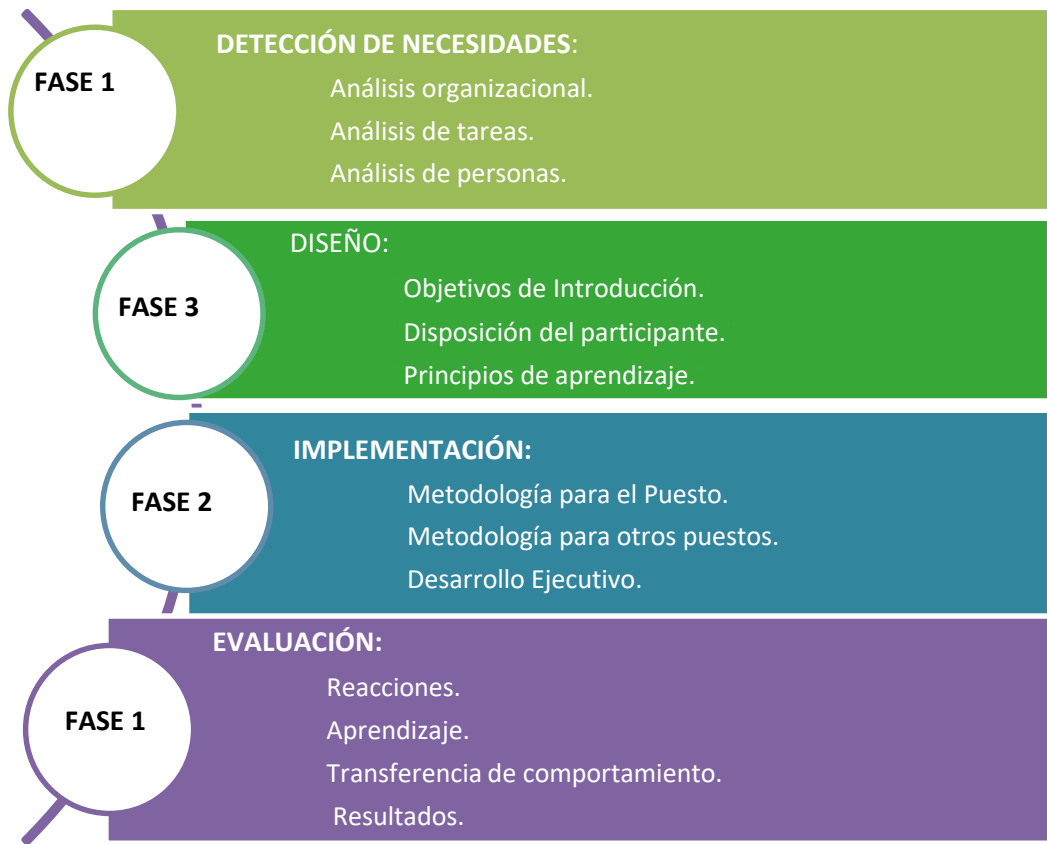 DETECCIÓN DE NECESIDADES:
FASE 1
Análisis organizacional.
Análisis de tareas.
Análisis de personas.
DISEÑO:
FASE 3
Objetivos de Introducción.
Disposición del participante.
Principios de aprendizaje.
IMPLEMENTACIÓN:
FASE 2
Metodología para el Puesto.
Metodología para otros puestos.
Desarrollo Ejecutivo.
EVALUACIÓN:
Reacciones.
FASE 1
Aprendizaje.
Transferencia de comportamiento.
Resultados.